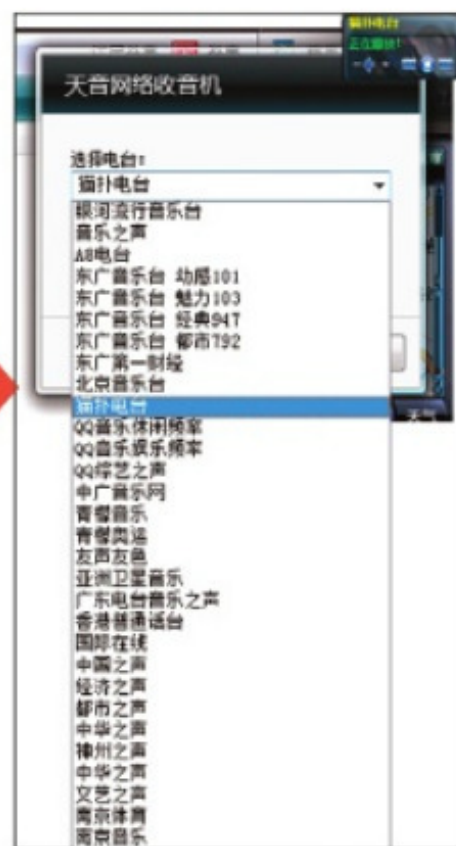 猫扑电台
正在播放!
天音网络收音机
选择电台:
猫扑电台
银河流行音乐台
音乐之声
A8电台
东广音乐台 动感101
东广音乐台 魅力103
东广音乐台 经典947
东广音乐台 都市792
东广第一财经
北京音乐台
猫扑电台
QQ音乐休闲频率
QQ音乐娱乐频率
QQ综艺之声
中广音乐网
青檬音乐
青檬奥运
友声友色
亚洲卫星音乐
广东电台音乐之声
香港普通话台
国际在线
中国之声
经济之声
都市之声
中华之声
神州之声
中华之声
文艺之声
南京体育
南京音乐
天气